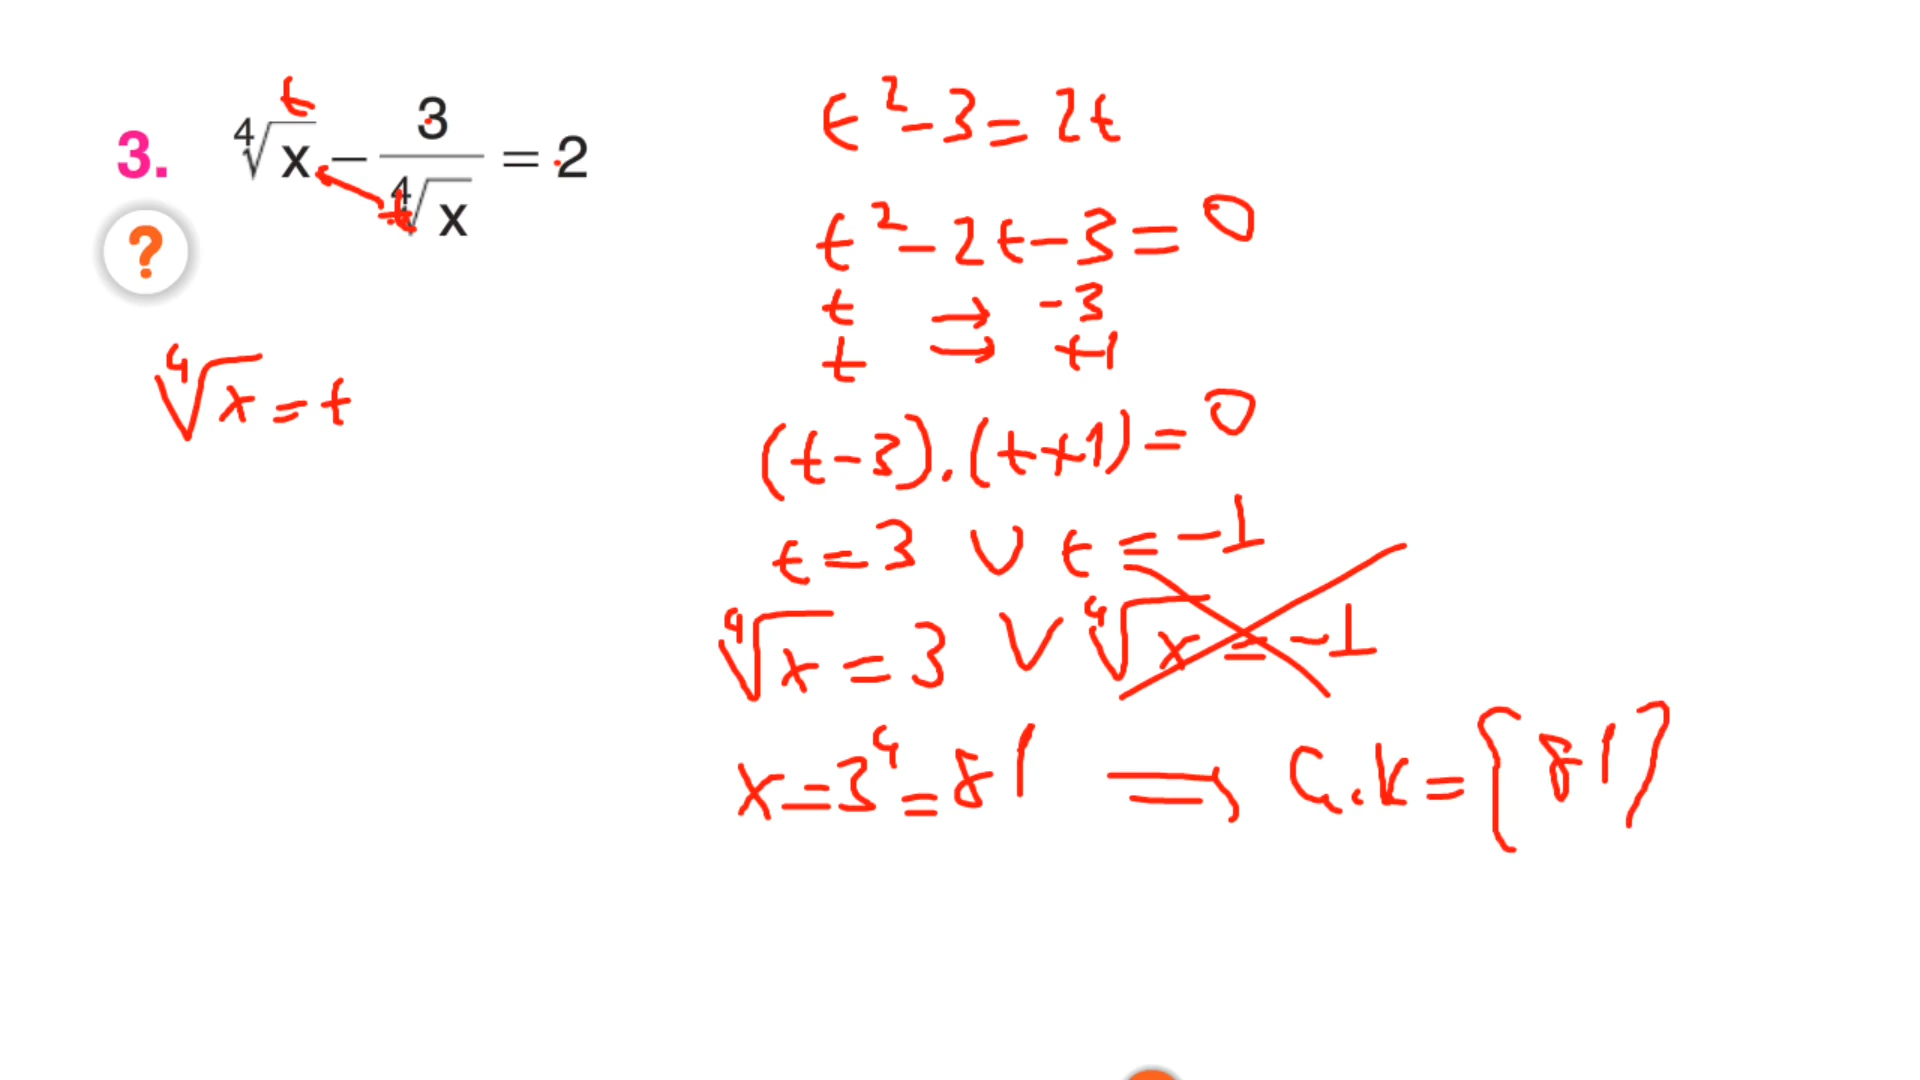 3. ⁴√x - 3/⁴√x = 2
t
t
?
⁴√x = t
t² - 3 = 2t
t² - 2t - 3 = 0
t → -3
t → +1
(t-3).(t+1) = 0
t = 3 ∨ t = -1
⁴√x = 3 ∨ ⁴√x = -1
x = 3⁴ = 81 ⇒ Ç.K = {81}